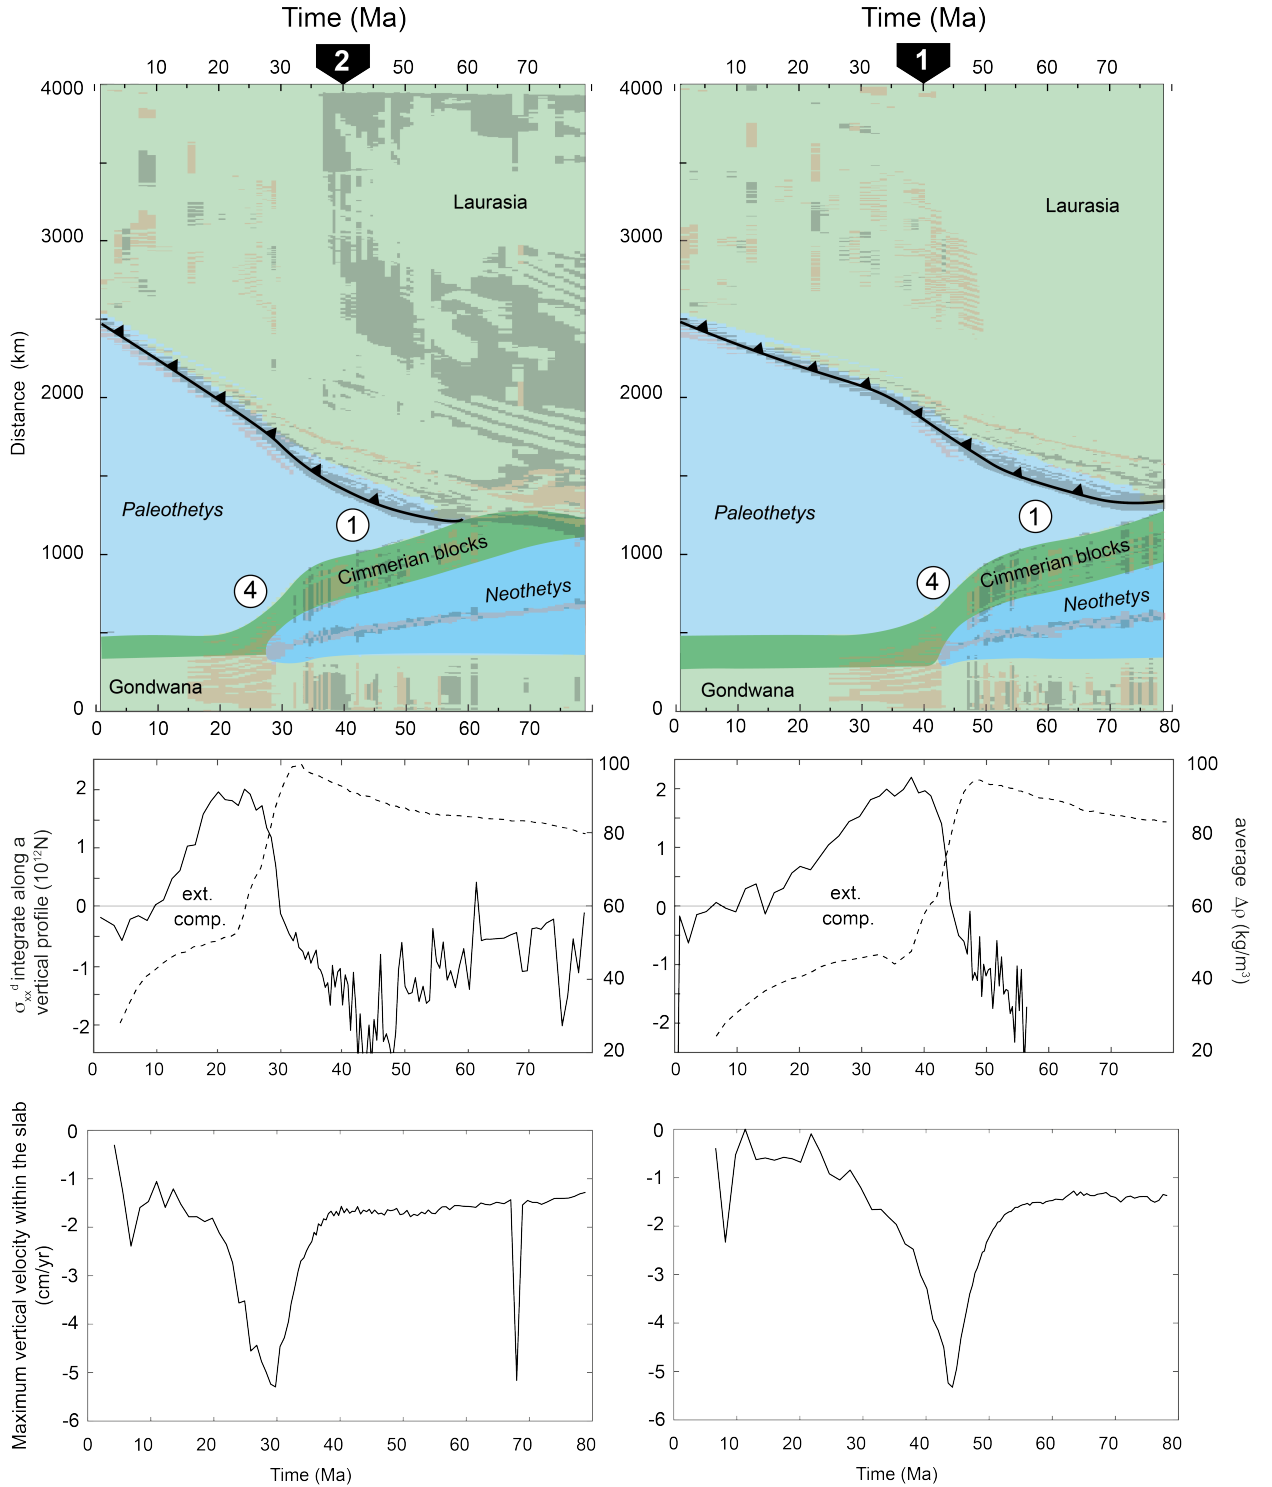 Time (Ma)
2
10 20 30 50 60 70
4000
3000
2000
1000
0
Distance (km)
Laurasia
Paleothetys
1
4
Cimmerian blocks
Neothetys
Gondwana
0 10 20 30 40 50 60 70
Time (Ma)
1
10 20 30 50 60 70
4000
3000
2000
1000
0
Laurasia
Paleothetys
1
4
Cimmerian blocks
Neothetys
Gondwana
0 10 20 30 40 50 60 70
σxxᵈ integrate along a
vertical profile (10¹²N)
2
1
0
-1
-2
ext.
comp.
100
80
60
40
20
0 10 20 30 40 50 60 70
2
1
0
-1
-2
ext.
comp.
100
80
60
40
20
average Δρ (kg/m³)
0 10 20 30 40 50 60 70
Maximum vertical velocity within the slab
(cm/yr)
0
-1
-2
-3
-4
-5
-6
0 10 20 30 40 50 60 70 80
Time (Ma)
0
-1
-2
-3
-4
-5
-6
0 10 20 30 40 50 60 70 80
Time (Ma)